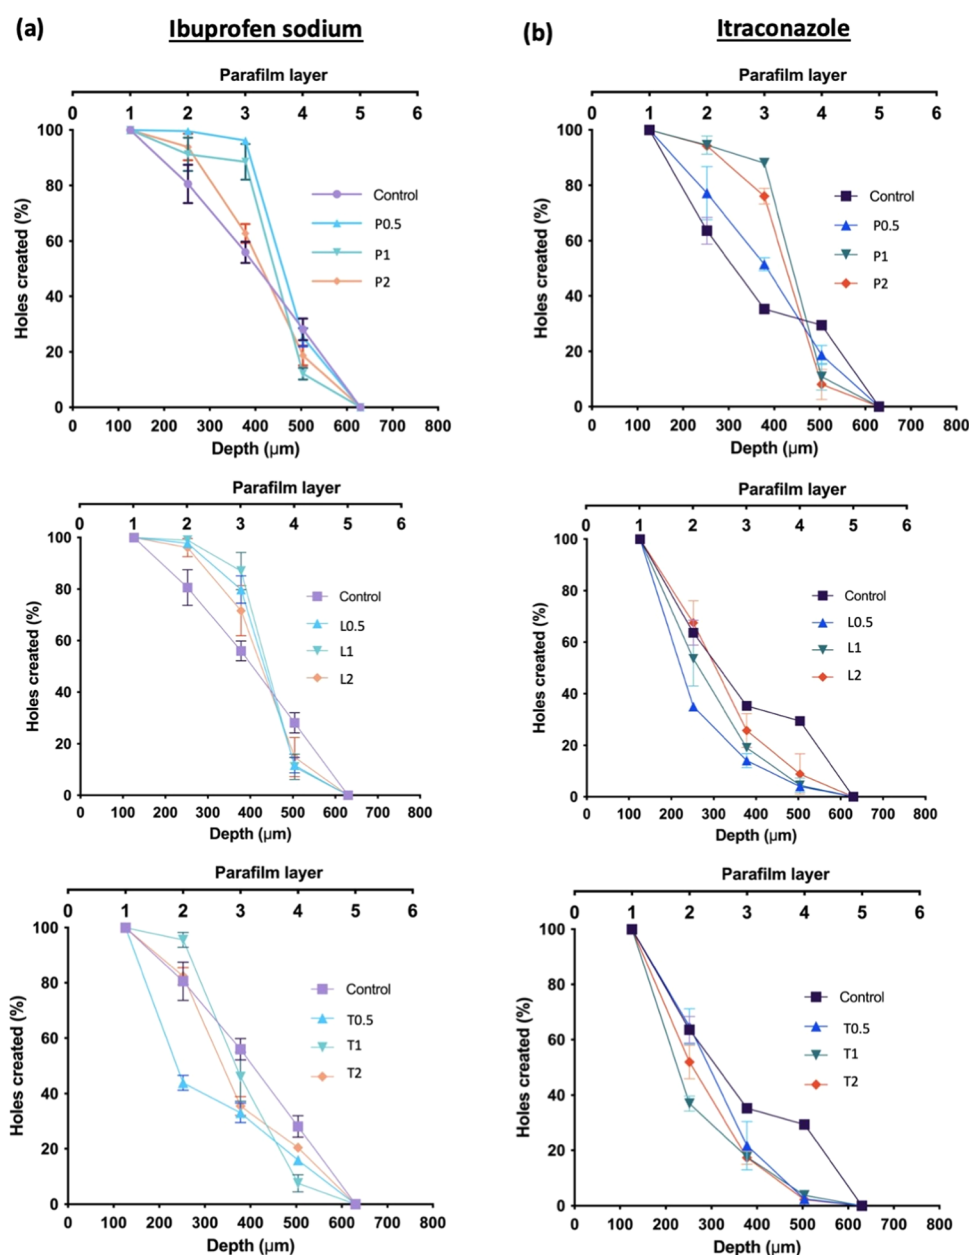 (a)
Ibuprofen sodium
Parafilm layer
0 1 2 3 4 5 6
100
80
60
40
20
0
Holes created (%)
Control
P0.5
P1
P2
0 100 200 300 400 500 600 700 800
Depth (µm)
(b)
Itraconazole
Parafilm layer
0 1 2 3 4 5 6
100
80
60
40
20
0
Holes created (%)
Control
P0.5
P1
P2
0 100 200 300 400 500 600 700 800
Depth (µm)
Parafilm layer
0 1 2 3 4 5 6
100
80
60
40
20
0
Holes created (%)
Control
L0.5
L1
L2
0 100 200 300 400 500 600 700 800
Depth (µm)
Parafilm layer
0 1 2 3 4 5 6
100
80
60
40
20
0
Holes created (%)
Control
L0.5
L1
L2
0 100 200 300 400 500 600 700 800
Depth (µm)
Parafilm layer
0 1 2 3 4 5 6
100
80
60
40
20
0
Holes created (%)
Control
T0.5
T1
T2
0 100 200 300 400 500 600 700 800
Depth (µm)
Parafilm layer
0 1 2 3 4 5 6
100
80
60
40
20
0
Holes created (%)
Control
T0.5
T1
T2
0 100 200 300 400 500 600 700 800
Depth (µm)